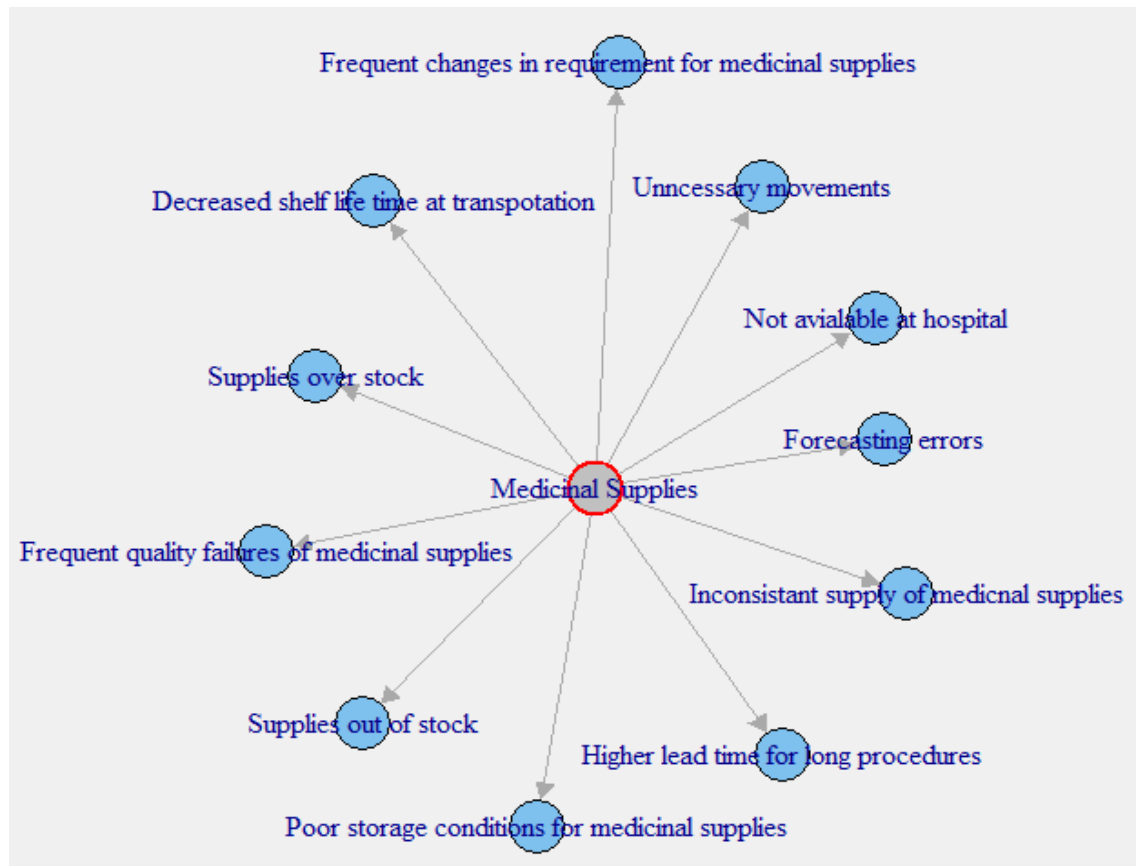 Frequent changes in requirement for medicinal supplies
Unncessary movements
Decreased shelf life time at transpotation
Not avialable at hospital
Supplies over stock
Forecasting errors
Medicinal Supplies
Frequent quality failures of medicinal supplies
Inconsistant supply of medicnal supplies
Supplies out of stock
Higher lead time for long procedures
Poor storage conditions for medicinal supplies